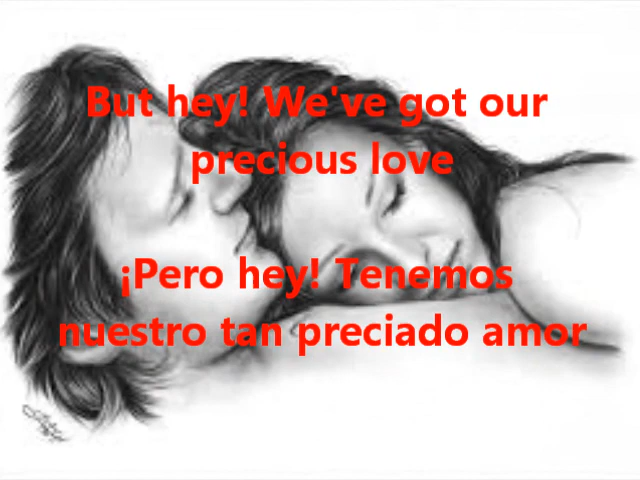 But hey! We've got our
precious love
¡Pero hey! Tenemos
nuestro tan preciado amor